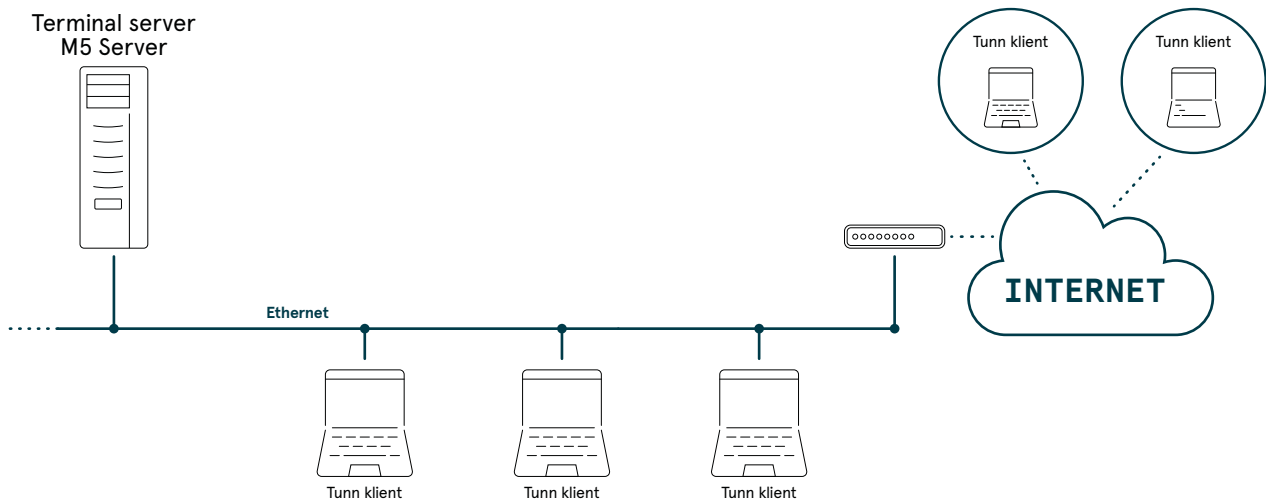 Terminal server
M5 Server
Tunn klient
Tunn klient
INTERNET
Ethernet
Tunn klient
Tunn klient
Tunn klient